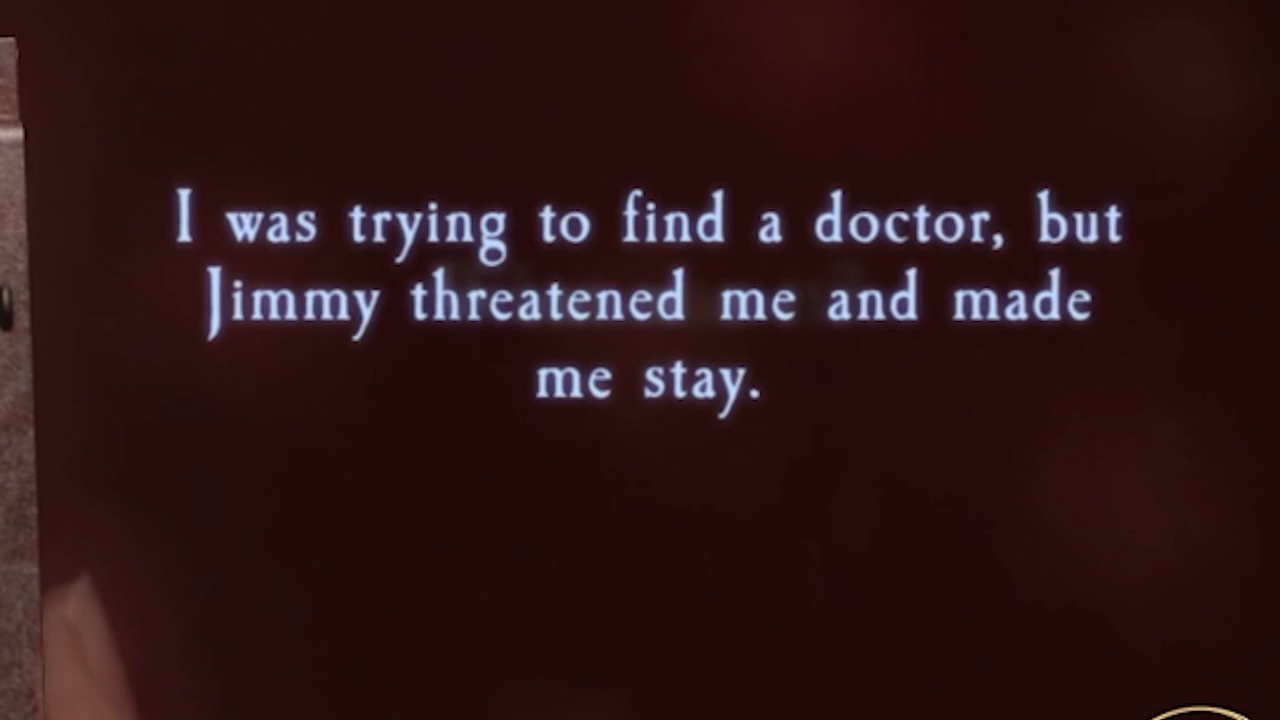 I was trying to find a doctor, but
Jimmy threatened me and made
me stay.